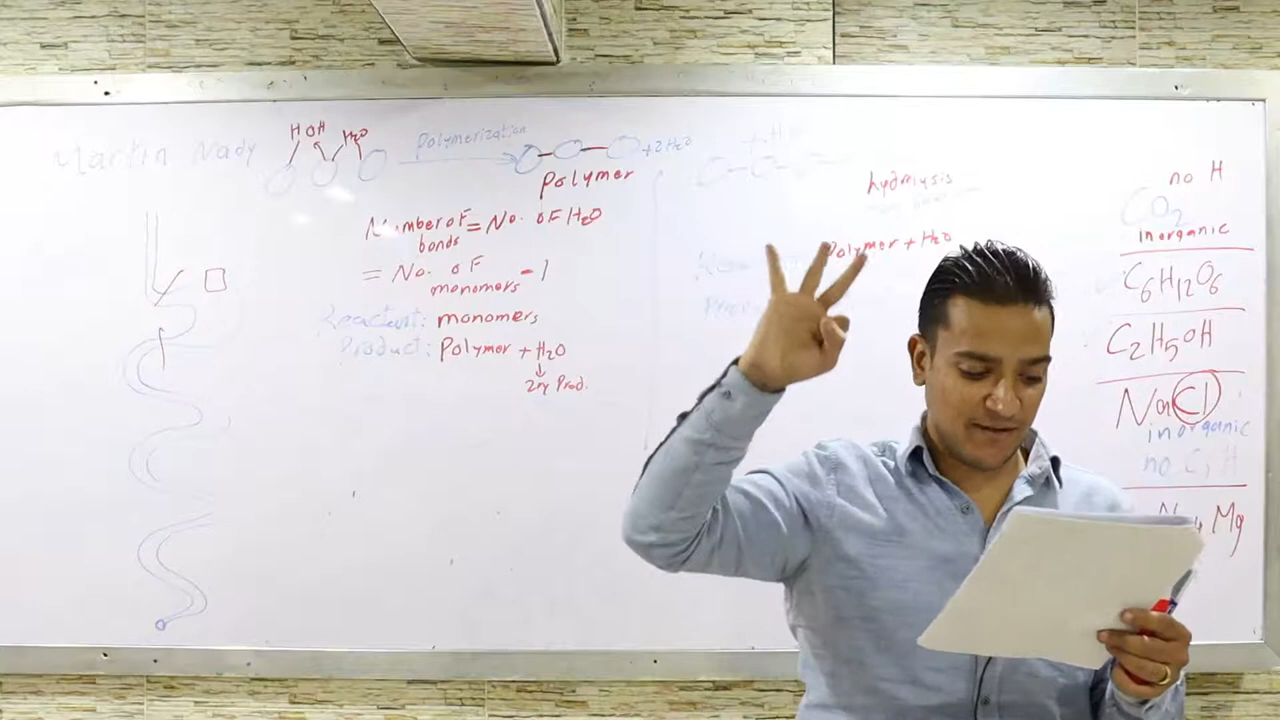 Martin Nady
H OH H2O
Polymerization
+2H2O
Polymer
Number of bonds = No. of H2O
= No. of monomers - 1
Reactant: monomers
Product: Polymer + H2O
2ry Prod.
hydrolysis
Polymer + H2O
no H
CO2
inorganic
C6H12O6
C2H5OH
NaCl
inorganic
no C, H
Mg